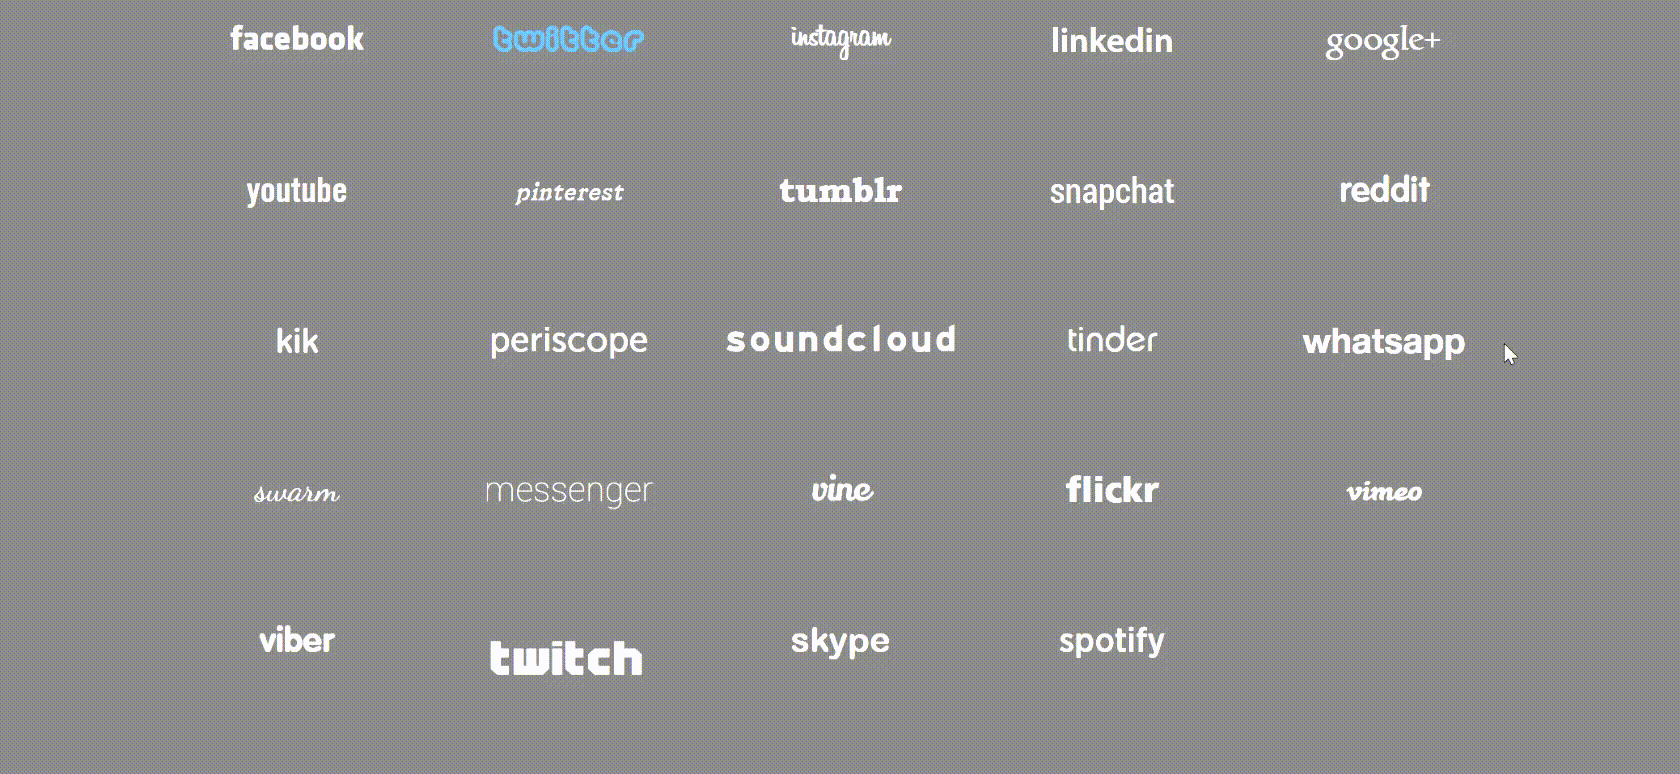 facebook twitter instagram linkedin google+
youtube pinterest tumblr snapchat reddit
kik periscope soundcloud tinder whatsapp
swarm messenger vine flickr vimeo
viber twitch skype spotify